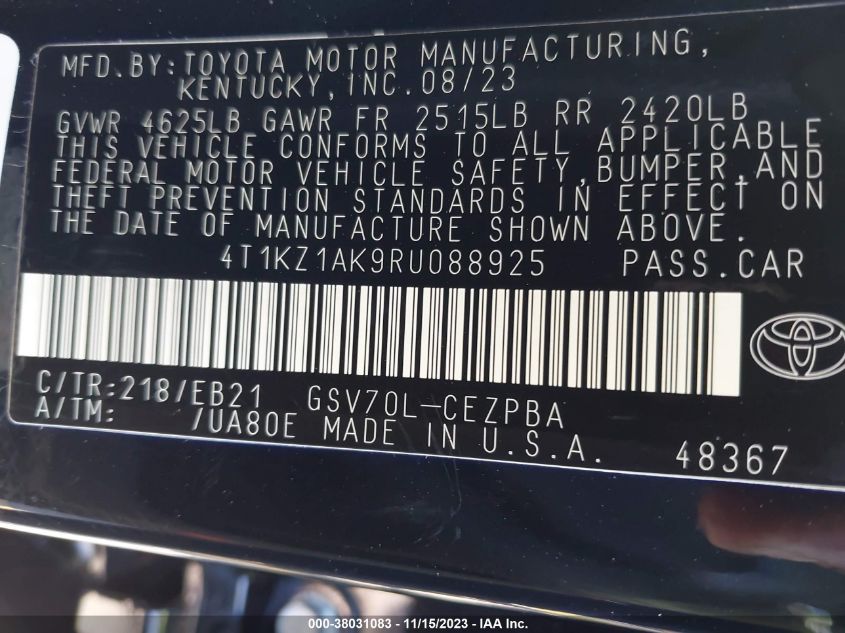 MFD.BY:TOYOTA MOTOR MANUFACTURING,
KENTUCKY,INC.08/23
GVWR 4625LB GAWR FR 2515LB RR 2420LB
THIS VEHICLE CONFORMS TO ALL APPLICABLE
FEDERAL MOTOR VEHICLE SAFETY,BUMPER,AND
THEFT PREVENTION STANDARDS IN EFFECT ON
THE DATE OF MANUFACTURE SHOWN ABOVE.
4T1KZ1AK9RU088925 PASS.CAR
C/TR:218/EB21 GSV70L-CEZPBA
A/TM: /UA80E MADE IN U.S.A. 48367
000-38031083 - 11/15/2023 - IAA Inc.